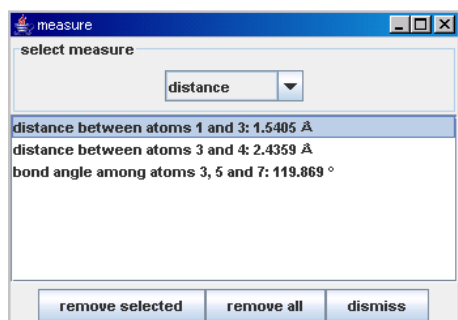 measure
select measure
distance
distance between atoms 1 and 3: 1.5405 Å
distance between atoms 3 and 4: 2.4359 Å
bond angle among atoms 3, 5 and 7: 119.869 °
remove selected remove all dismiss